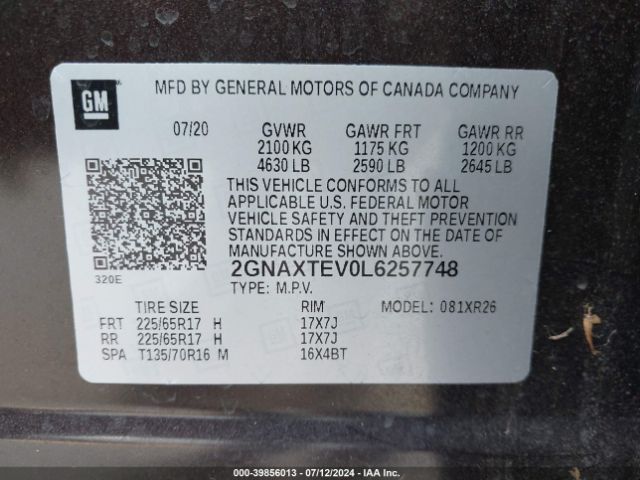 GM
MFD BY GENERAL MOTORS OF CANADA COMPANY
07/20 GVWR GAWR FRT GAWR RR
2100 KG 1175 KG 1200 KG
4630 LB 2590 LB 2645 LB
THIS VEHICLE CONFORMS TO ALL
APPLICABLE U.S. FEDERAL MOTOR
VEHICLE SAFETY AND THEFT PREVENTION
STANDARDS IN EFFECT ON THE DATE OF
MANUFACTURE SHOWN ABOVE.
2GNAXTEV0L6257748
320E
TYPE: M.P.V.
TIRE SIZE RIM MODEL: 081XR26
FRT 225/65R17 H 17X7J
RR 225/65R17 H 17X7J
SPA T135/70R16 M 16X4BT
000-39856013 - 07/12/2024 - IAA Inc.